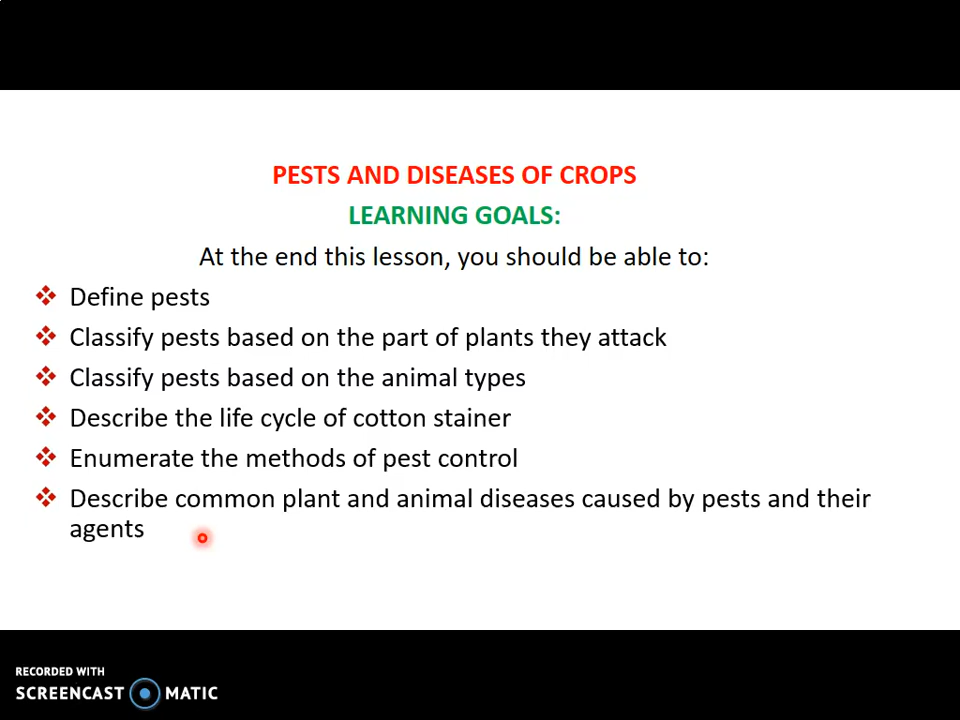 PESTS AND DISEASES OF CROPS
LEARNING GOALS:
At the end this lesson, you should be able to:
Define pests
Classify pests based on the part of plants they attack
Classify pests based on the animal types
Describe the life cycle of cotton stainer
Enumerate the methods of pest control
Describe common plant and animal diseases caused by pests and their
agents
RECORDED WITH
SCREENCAST MATIC